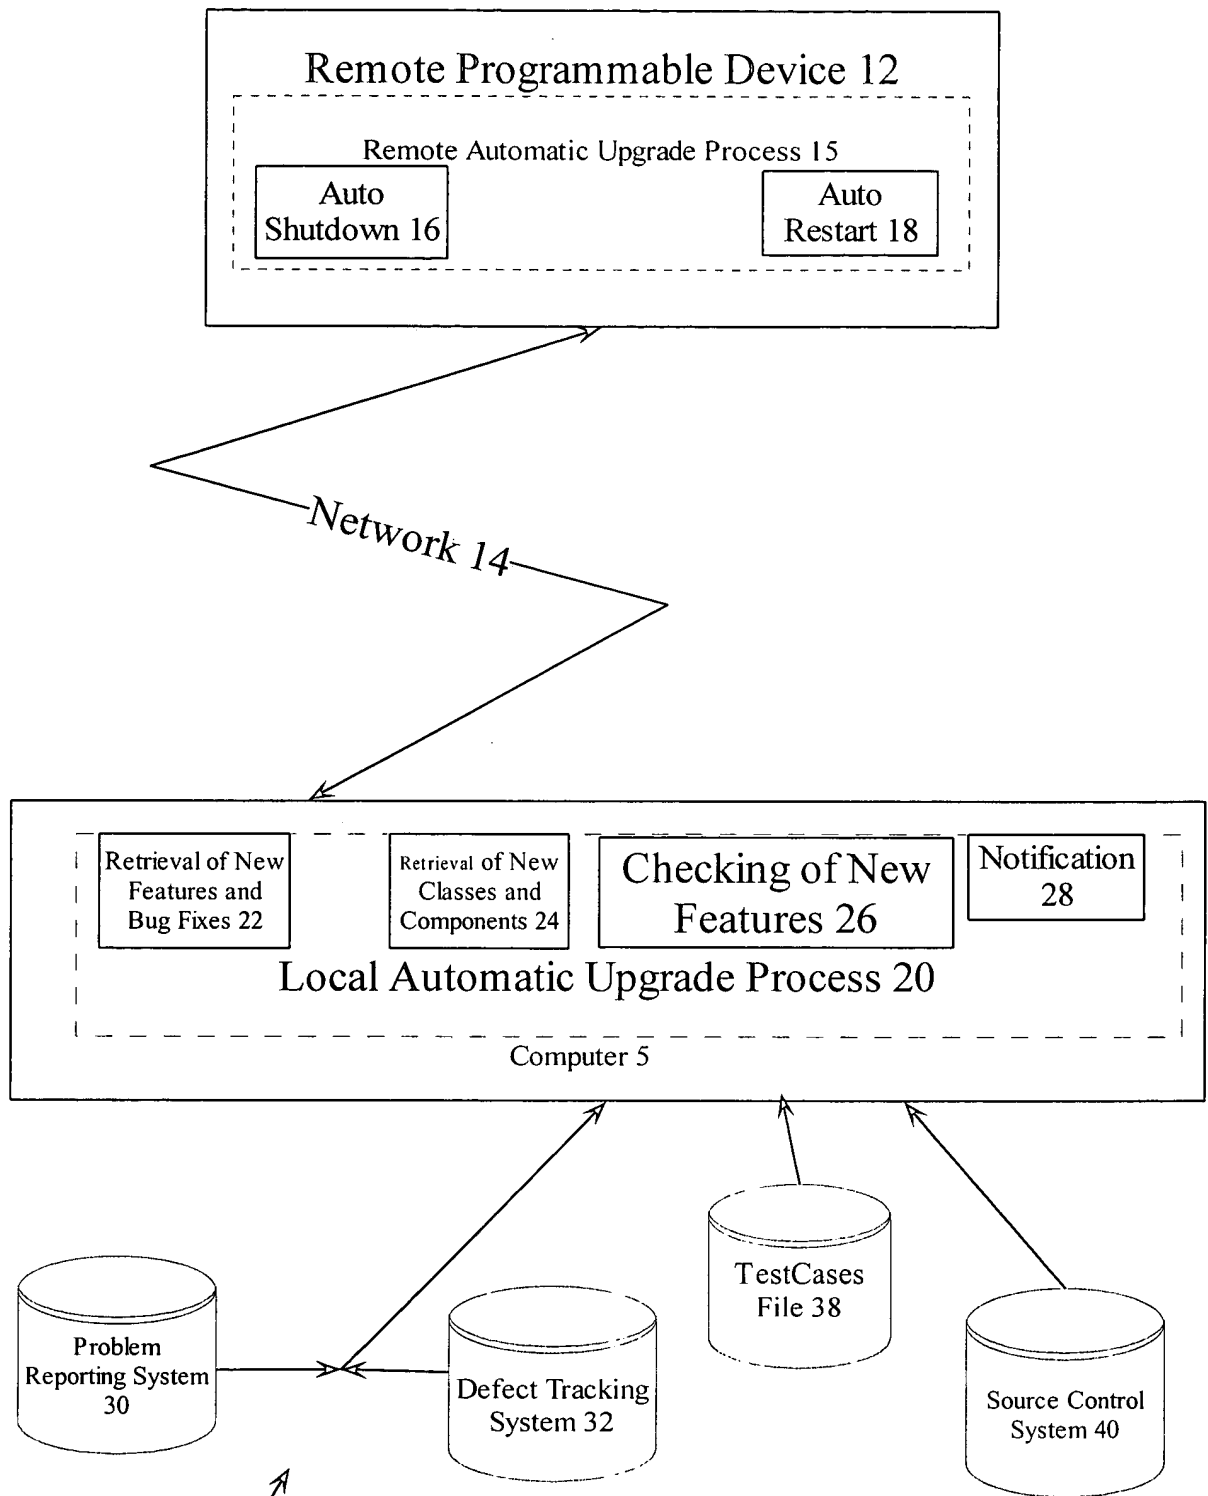 Remote Programmable Device 12
Remote Automatic Upgrade Process 15
Auto
Shutdown 16
Auto
Restart 18
Network 14
Retrieval of New
Features and
Bug Fixes 22
Retrieval of New
Classes and
Components 24
Checking of New
Features 26
Notification
28
Local Automatic Upgrade Process 20
Computer 5
TestCases
File 38
Problem
Reporting System
30
Defect Tracking
System 32
Source Control
System 40